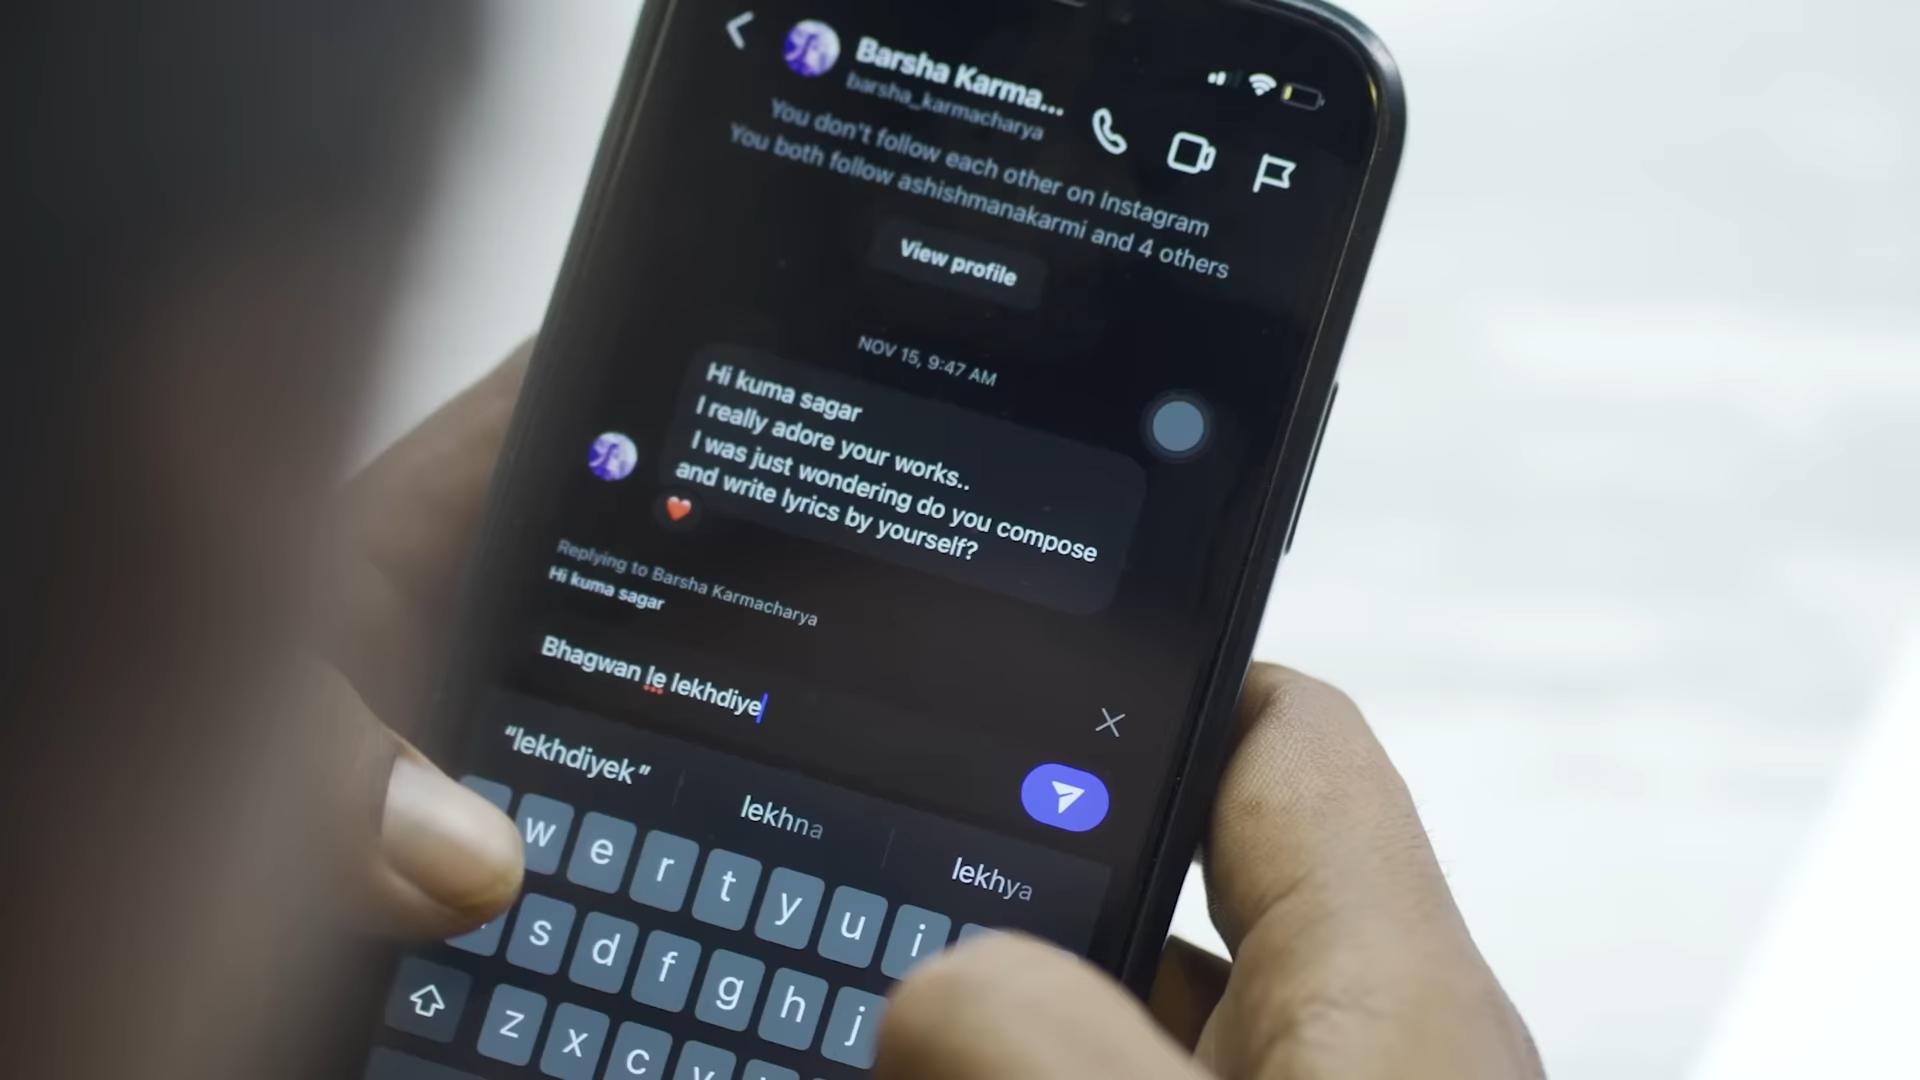 Barsha Karma...
barsha_karmacharya
You don't follow each other on Instagram
You both follow ashishmanakarmi and 4 others
View profile
NOV 15, 9:47 AM
Hi kuma sagar
I really adore your works..
I was just wondering do you compose
and write lyrics by yourself?
Replying to Barsha Karmacharya
Hi kuma sagar
Bhagwan le lekhdiye
“lekhdiyek” lekhna lekhya
w e r t y u i
s d f g h j
z x c v